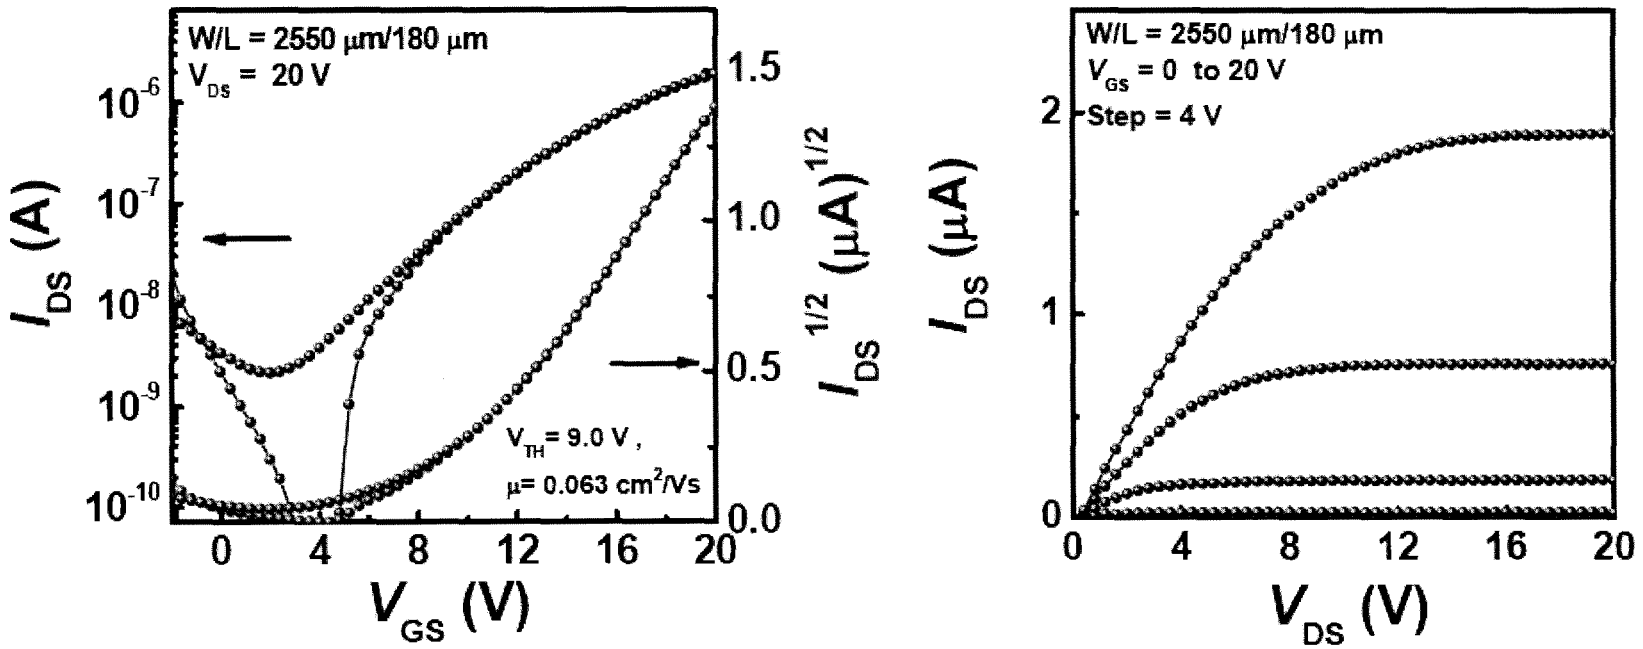 W/L = 2550 μm/180 μm
V_DS = 20 V
10^-6
10^-7
10^-8
10^-9
10^-10
I_DS (A)
1.5
1.0
0.5
0.0
I_DS^1/2 (μA)^1/2
V_TH= 9.0 V ,
μ= 0.063 cm^2/Vs
0 4 8 12 16 20
V_GS (V)
W/L = 2550 μm/180 μm
V_GS = 0 to 20 V
Step = 4 V
2
1
0
I_DS (μA)
0 4 8 12 16 20
V_DS (V)